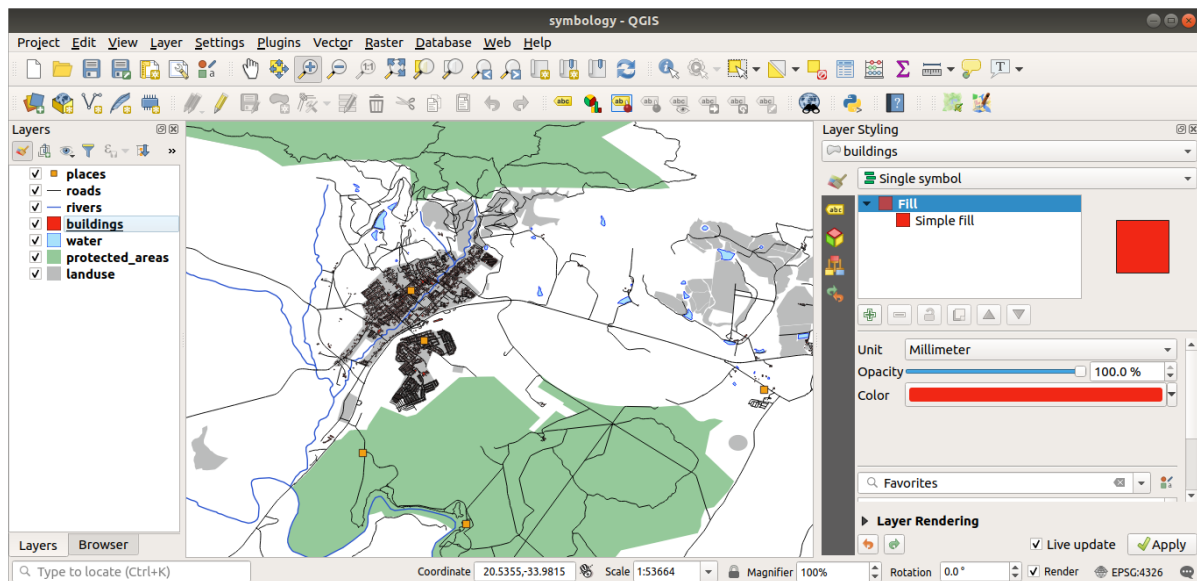 symbology - QGIS
Project Edit View Layer Settings Plugins Vector Raster Database Web Help
Layers
places
roads
rivers
buildings
water
protected_areas
landuse
Layers Browser
Layer Styling
buildings
Single symbol
Fill
Simple fill
Unit Millimeter
Opacity 100.0 %
Color
Favorites
Layer Rendering
Live update Apply
Type to locate (Ctrl+K) Coordinate 20.5355,-33.9815 Scale 1:53664 Magnifier 100% Rotation 0.0 ° Render EPSG:4326